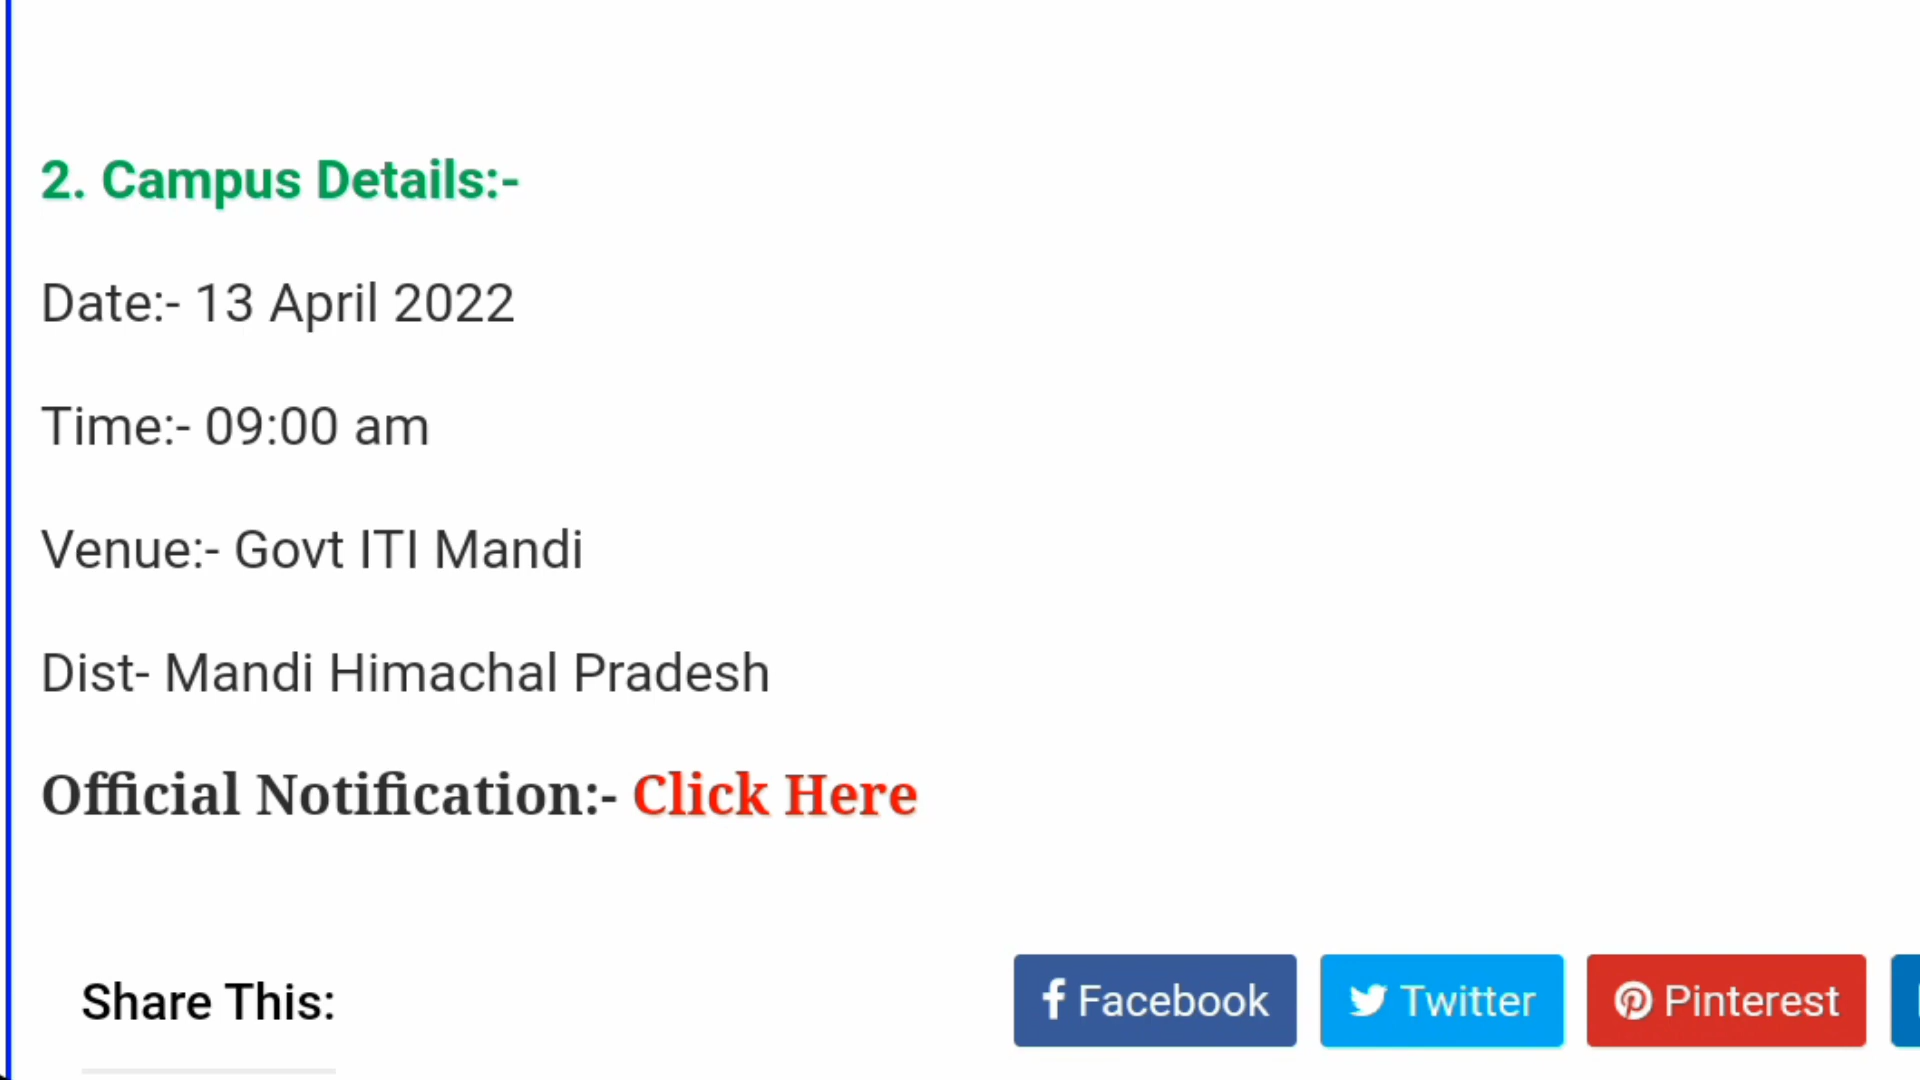 2. Campus Details:-
Date:- 13 April 2022
Time:- 09:00 am
Venue:- Govt ITI Mandi
Dist- Mandi Himachal Pradesh
Official Notification:- Click Here
Share This: Facebook Twitter Pinterest